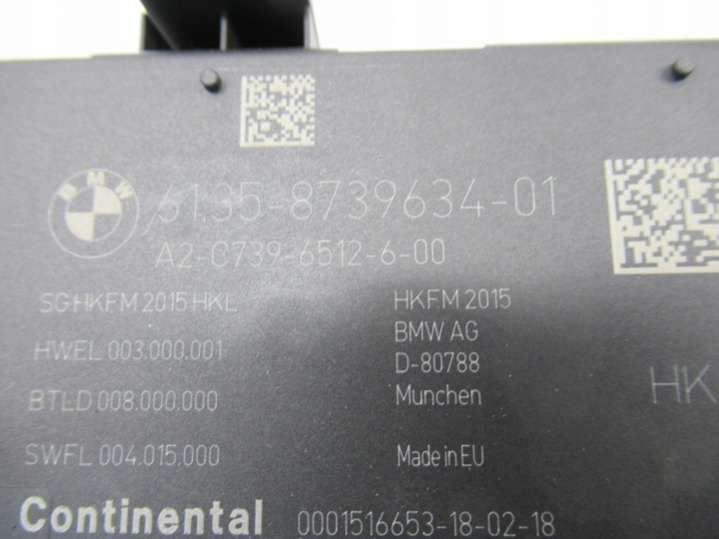 BMW
6135-8739634-01
A2-C739-6512-6-00
SG HKFM 2015 HKL
HWEL 003.000.001
BTLD 008.000.000
SWFL 004.015.000
HKFM 2015
BMW AG
D-80788
Munchen
Made in EU
HK
Continental 0001516653-18-02-18